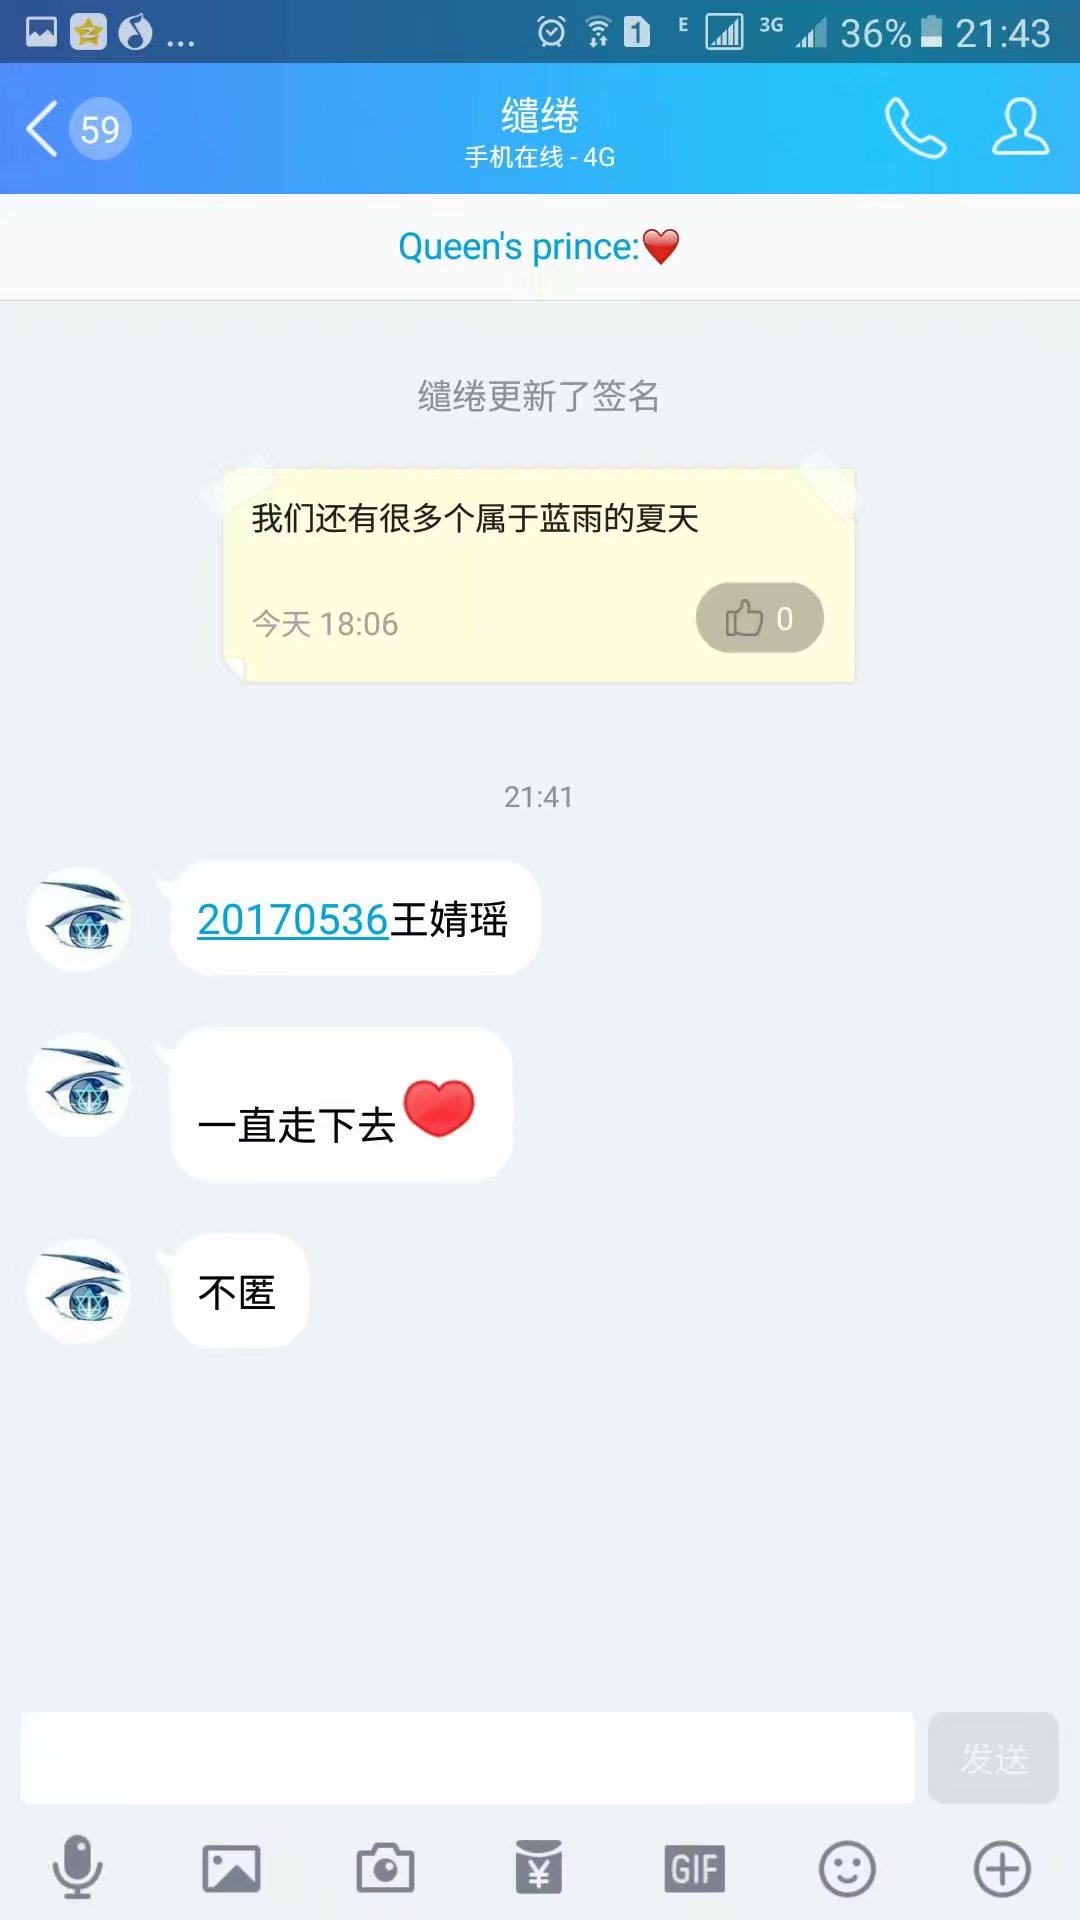 ... 1 E 3G 36% 21:43
59
缱绻
手机在线 - 4G
Queen's prince:❤️
缱绻更新了签名
我们还有很多个属于蓝雨的夏天
今天 18:06
0
21:41
20170536王婧瑶
一直走下去❤️
不匿
发送
¥
GIF